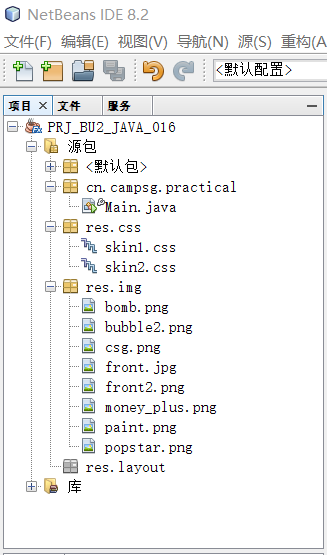 NetBeans IDE 8.2
文件(F) 编辑(E) 视图(V) 导航(N) 源(S) 重构(A)
<默认配置>
项目 × 文件 服务
PRJ_BU2_JAVA_016
源包
<默认包>
cn.campsg.practical
Main.java
res.css
skin1.css
skin2.css
res.img
bomb.png
bubble2.png
csg.png
front.jpg
front2.png
money_plus.png
paint.png
popstar.png
res.layout
库